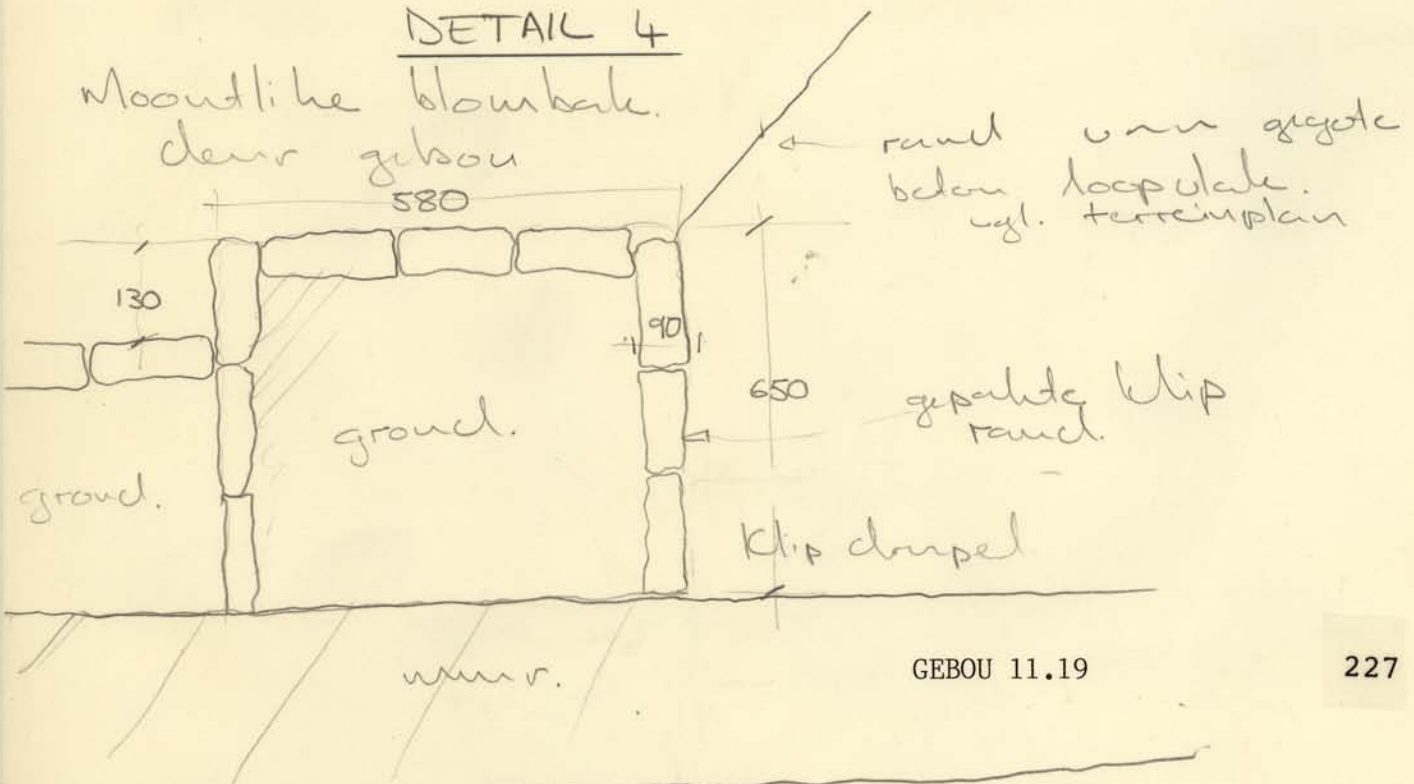 DETAIL 4
Moontlike blombak.
deur gebou
580
rand van gegote
beton loopvlak.
vgl. terreinplan
130
90
650
grond.
gepakte klip
rand.
grond.
Klip drumpel
muur.
GEBOU 11.19
227